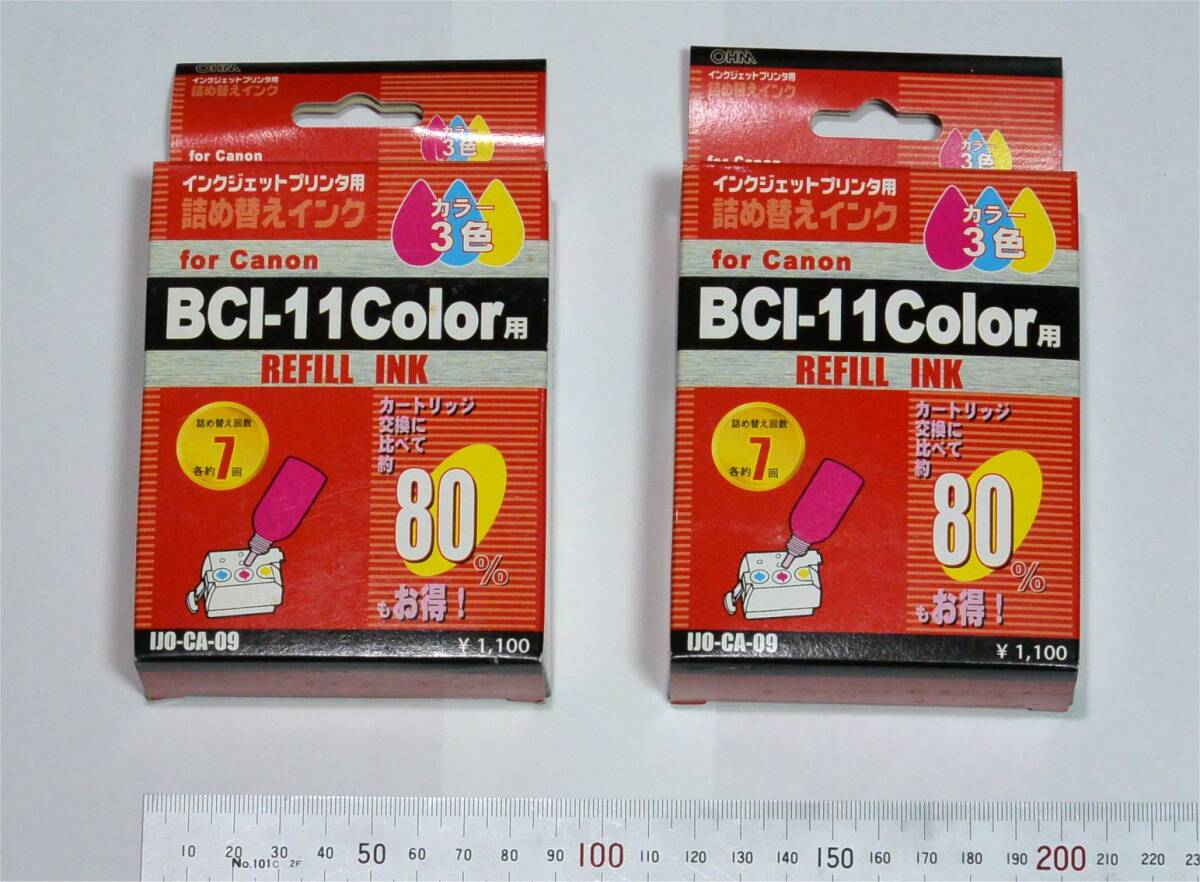 OHM
インクジェットプリンタ用
詰め替えインク
カラー
3色
for Canon
インクジェットプリンタ用
詰め替えインク
カラー
3色
for Canon
BCI-11Color用
REFILL INK
詰め替え回数
各約7回
カートリッジ
交換に
比べて
約
80%
もお得!
IJO-CA-09
¥1,100
OHM
インクジェットプリンタ用
詰め替えインク
カラー
3色
for Canon
インクジェットプリンタ用
詰め替えインク
カラー
3色
for Canon
BCI-11Color用
REFILL INK
詰め替え回数
各約7回
カートリッジ
交換に
比べて
約
80%
もお得!
IJO-CA-09
¥1,100
10 20 30 40 50 60 70 80 90 100 110 120 130 140 150 160 170 180 190 200 210 220 23
No.101C 2F